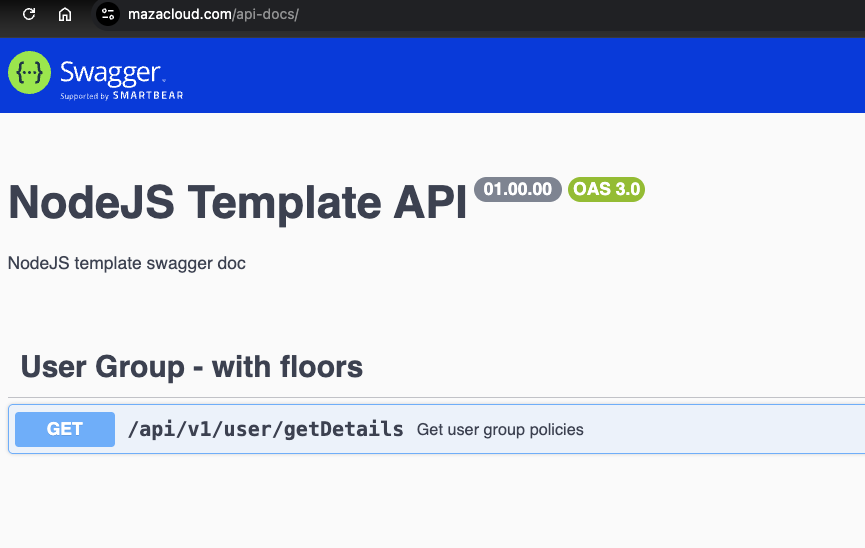 mazacloud.com/api-docs/
{···} Swagger.
Supported by SMARTBEAR
NodeJS Template API 01.00.00 OAS 3.0
NodeJS template swagger doc
User Group - with floors
GET /api/v1/user/getDetails Get user group policies